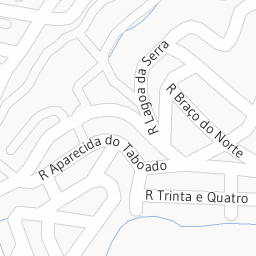 R Lagoa da Serra
R Braço do Norte
R Aparecida do Taboado
R Trinta e Quatro